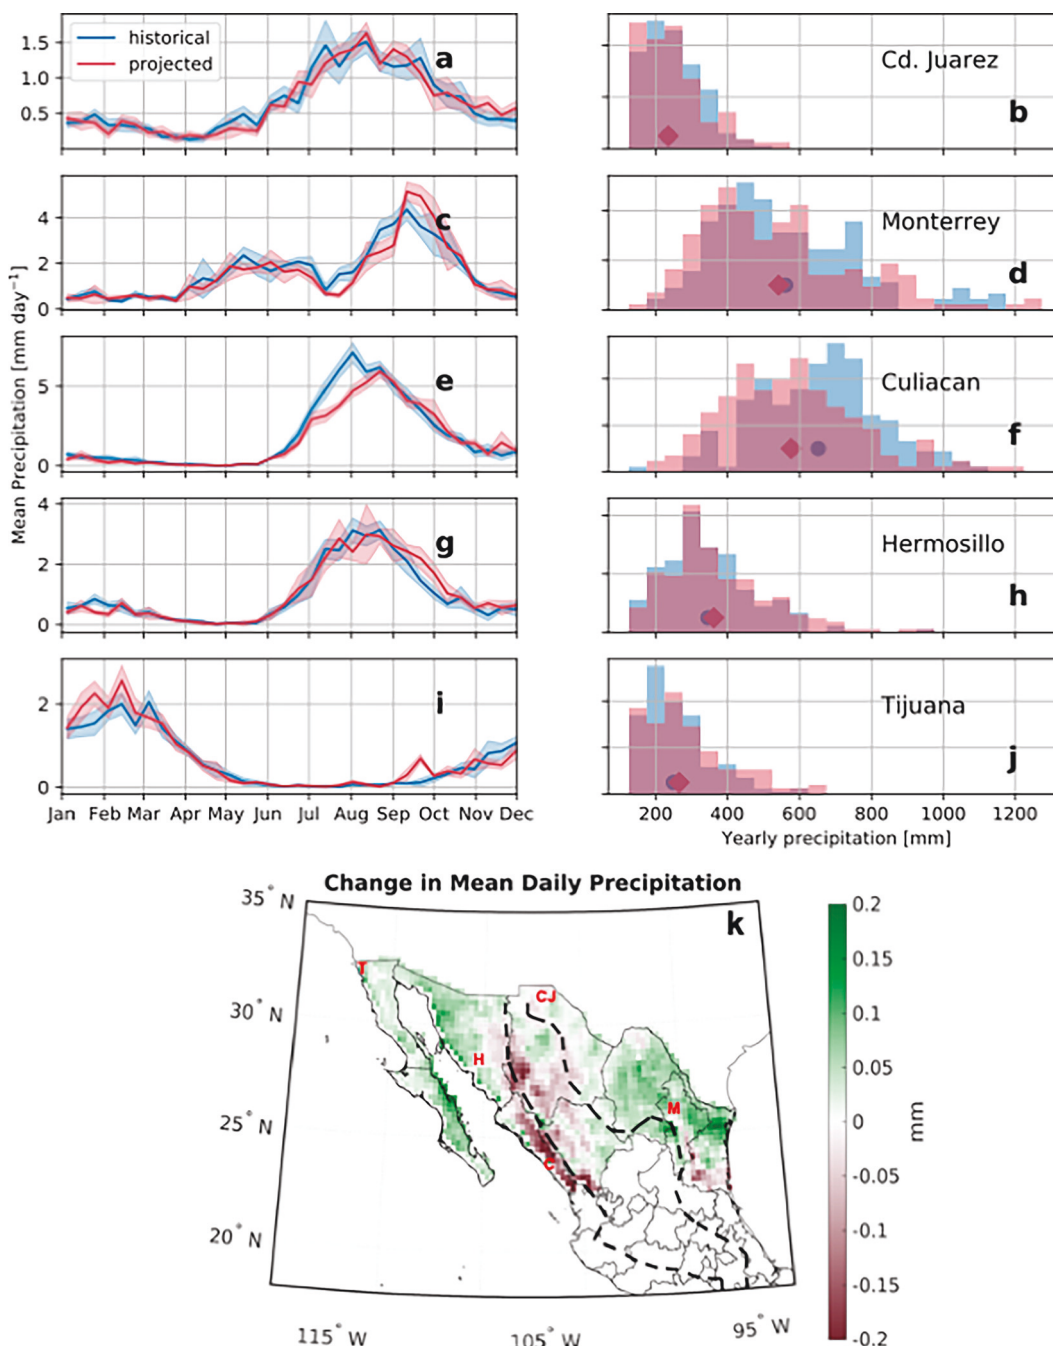 historical
projected
1.5
1.0
0.5
a
Cd. Juarez
b
4
2
0
c
Monterrey
d
5
0
e
Culiacan
f
4
2
0
g
Hermosillo
h
2
0
i
Tijuana
j
Mean Precipitation [mm day⁻¹]
Jan Feb Mar Apr May Jun Jul Aug Sep Oct Nov Dec
200 400 600 800 1000 1200
Yearly precipitation [mm]
Change in Mean Daily Precipitation
k
35° N
30° N
25° N
20° N
115° W
105° W
95° W
T
CJ
H
M
C
0.2
0.15
0.1
0.05
0
-0.05
-0.1
-0.15
-0.2
mm